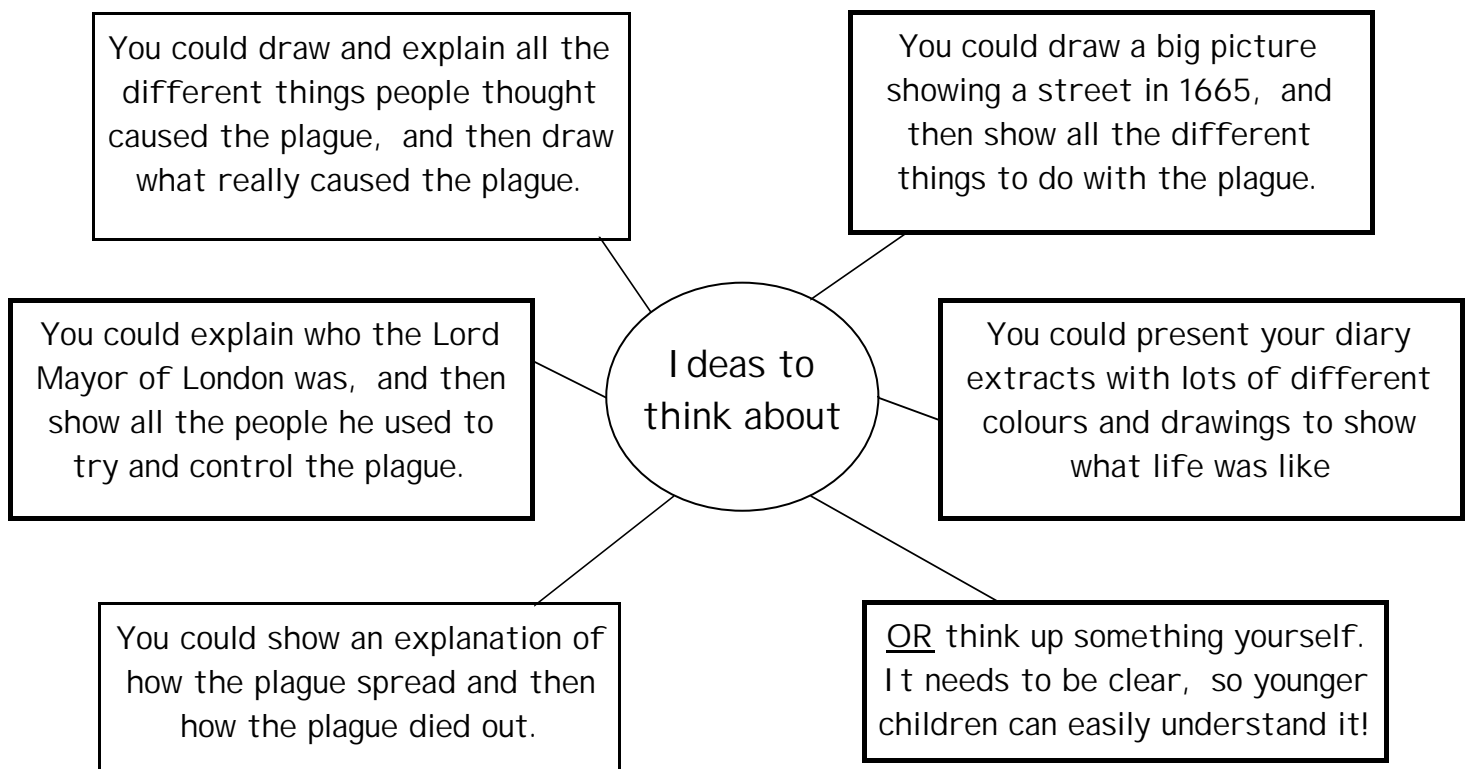 You could draw and explain all the
different things people thought
caused the plague, and then draw
what really caused the plague.
You could draw a big picture
showing a street in 1665, and
then show all the different
things to do with the plague.
You could explain who the Lord
Mayor of London was, and then
show all the people he used to
try and control the plague.
Ideas to
think about
You could present your diary
extracts with lots of different
colours and drawings to show
what life was like
You could show an explanation of
how the plague spread and then
how the plague died out.
OR think up something yourself.
It needs to be clear, so younger
children can easily understand it!